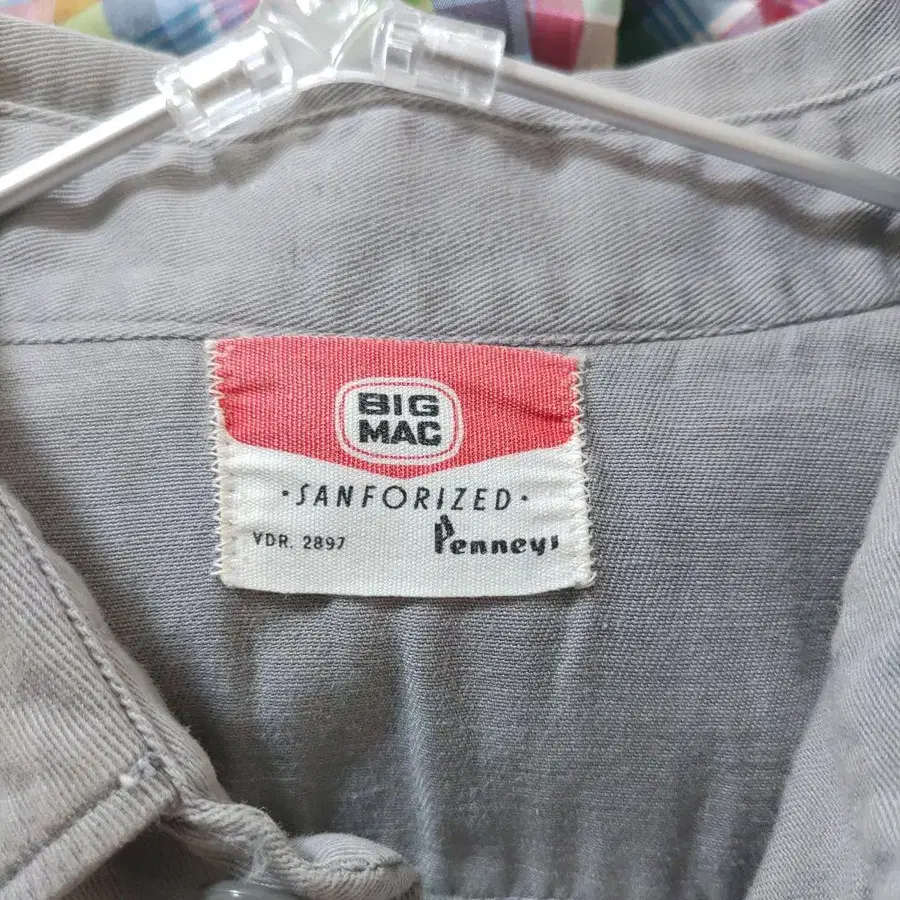 BIG
MAC
·SANFORIZED·
VDR. 2897 Penneys